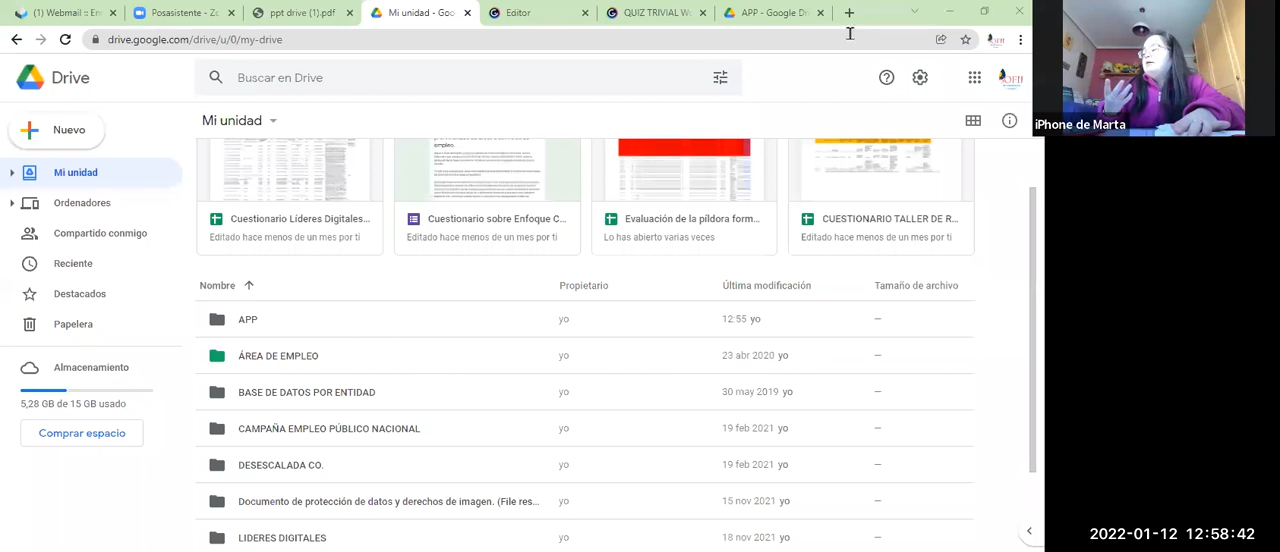 (1) Webmail :: En
Posasistente - Zo
ppt drive (1).pdf
Mi unidad - Goo
Editor
QUIZ TRIVIAL W
APP - Google Dri
drive.google.com/drive/u/0/my-drive
Drive
Buscar en Drive
iPhone de Marta
Nuevo
Mi unidad
Mi unidad
Ordenadores
Compartido conmigo
Reciente
Destacados
Papelera
Almacenamiento
5,28 GB de 15 GB usado
Comprar espacio
empleo.
Cuestionario Líderes Digitales...
Editado hace menos de un mes por ti
Cuestionario sobre Enfoque C...
Editado hace menos de un mes por ti
Evaluación de la píldora form...
Lo has abierto varias veces
CUESTIONARIO TALLER DE R...
Editado hace menos de un mes por ti
Nombre Propietario Última modificación Tamaño de archivo
APP yo 12:55 yo —
ÁREA DE EMPLEO yo 23 abr 2020 yo —
BASE DE DATOS POR ENTIDAD yo 30 may 2019 yo —
CAMPAÑA EMPLEO PÚBLICO NACIONAL yo 19 feb 2021 yo —
DESESCALADA CO. yo 19 feb 2021 yo —
Documento de protección de datos y derechos de imagen. (File res... yo 15 nov 2021 yo —
LIDERES DIGITALES yo 18 nov 2021 yo —
2022-01-12 12:58:42